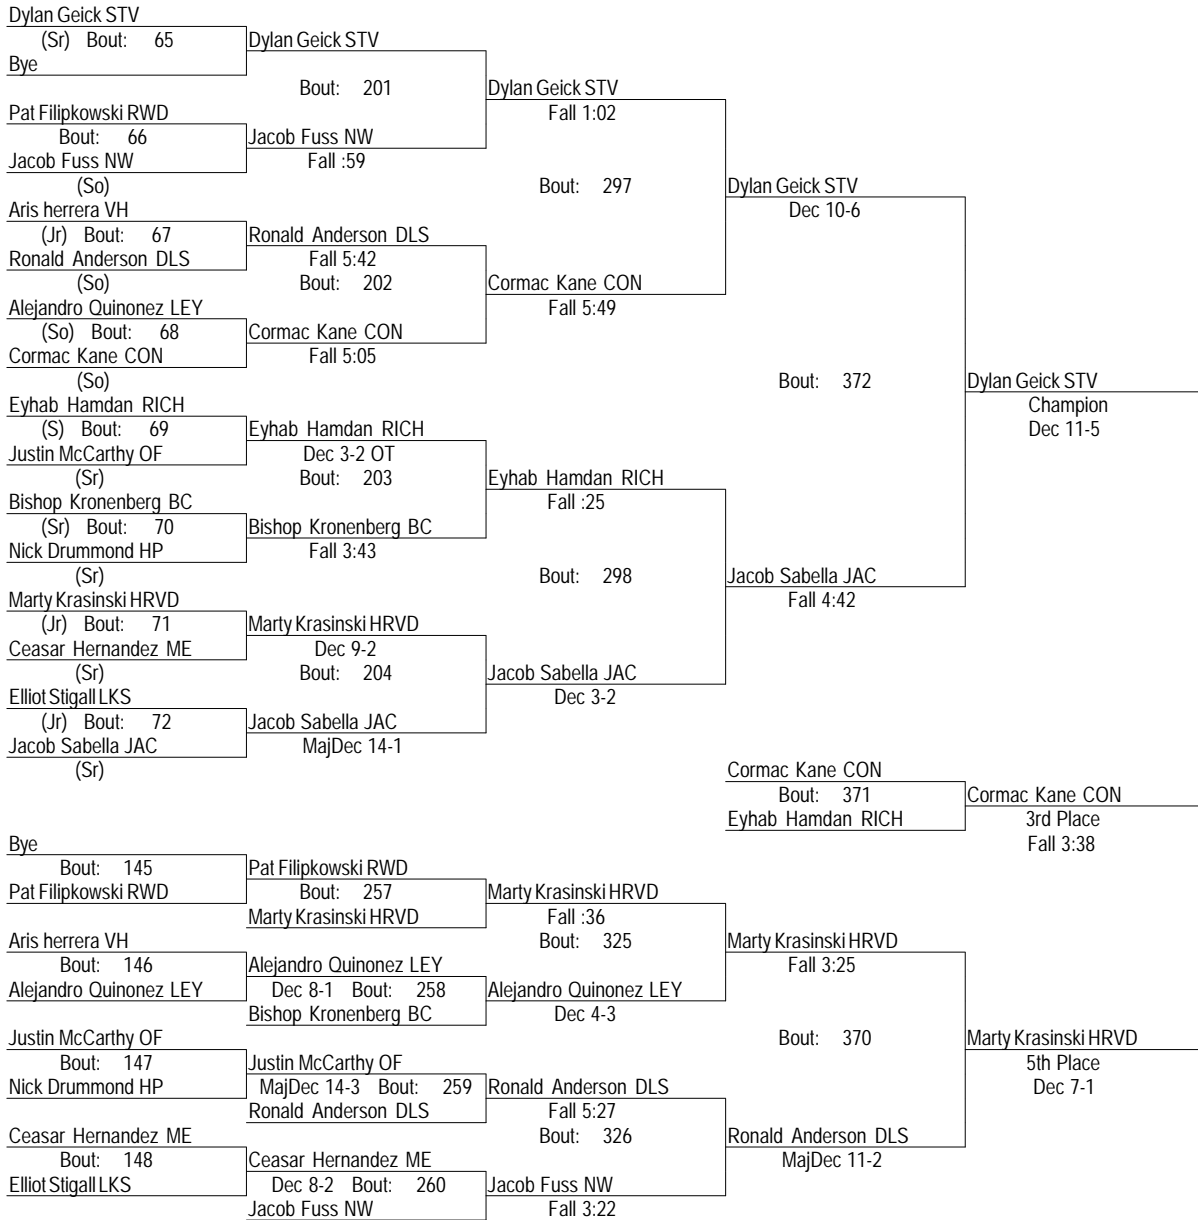 Dylan Geick STV
(Sr) Bout: 65 Dylan Geick STV
Bye
Bout: 201 Dylan Geick STV
Pat Filipkowski RWD Fall 1:02
Bout: 66 Jacob Fuss NW
Jacob Fuss NW Fall :59
(So) Bout: 297 Dylan Geick STV
Aris herrera VH Dec 10-6
(Jr) Bout: 67 Ronald Anderson DLS
Ronald Anderson DLS Fall 5:42
(So) Bout: 202 Cormac Kane CON
Alejandro Quinonez LEY Fall 5:49
(So) Bout: 68 Cormac Kane CON
Cormac Kane CON Fall 5:05
(So) Bout: 372 Dylan Geick STV
Eyhab Hamdan RICH Champion
(S) Bout: 69 Eyhab Hamdan RICH Dec 11-5
Justin McCarthy OF Dec 3-2 OT
(Sr) Bout: 203 Eyhab Hamdan RICH
Bishop Kronenberg BC Fall :25
(Sr) Bout: 70 Bishop Kronenberg BC
Nick Drummond HP Fall 3:43
(Sr) Bout: 298 Jacob Sabella JAC
Marty Krasinski HRVD Fall 4:42
(Jr) Bout: 71 Marty Krasinski HRVD
Ceasar Hernandez ME Dec 9-2
(Sr) Bout: 204 Jacob Sabella JAC
Elliot Stigall LKS Dec 3-2
(Jr) Bout: 72 Jacob Sabella JAC
Jacob Sabella JAC MajDec 14-1
(Sr) Cormac Kane CON
Bout: 371 Cormac Kane CON
Eyhab Hamdan RICH 3rd Place
Bye Fall 3:38
Bout: 145 Pat Filipkowski RWD
Pat Filipkowski RWD Bout: 257 Marty Krasinski HRVD
Marty Krasinski HRVD Fall :36
Aris herrera VH Bout: 325 Marty Krasinski HRVD
Bout: 146 Alejandro Quinonez LEY Fall 3:25
Alejandro Quinonez LEY Dec 8-1 Bout: 258 Alejandro Quinonez LEY
Bishop Kronenberg BC Dec 4-3
Justin McCarthy OF Bout: 370 Marty Krasinski HRVD
Bout: 147 Justin McCarthy OF 5th Place
Nick Drummond HP MajDec 14-3 Bout: 259 Ronald Anderson DLS Dec 7-1
Ronald Anderson DLS Fall 5:27
Ceasar Hernandez ME Bout: 326 Ronald Anderson DLS
Bout: 148 Ceasar Hernandez ME MajDec 11-2
Elliot Stigall LKS Dec 8-2 Bout: 260 Jacob Fuss NW
Jacob Fuss NW Fall 3:22